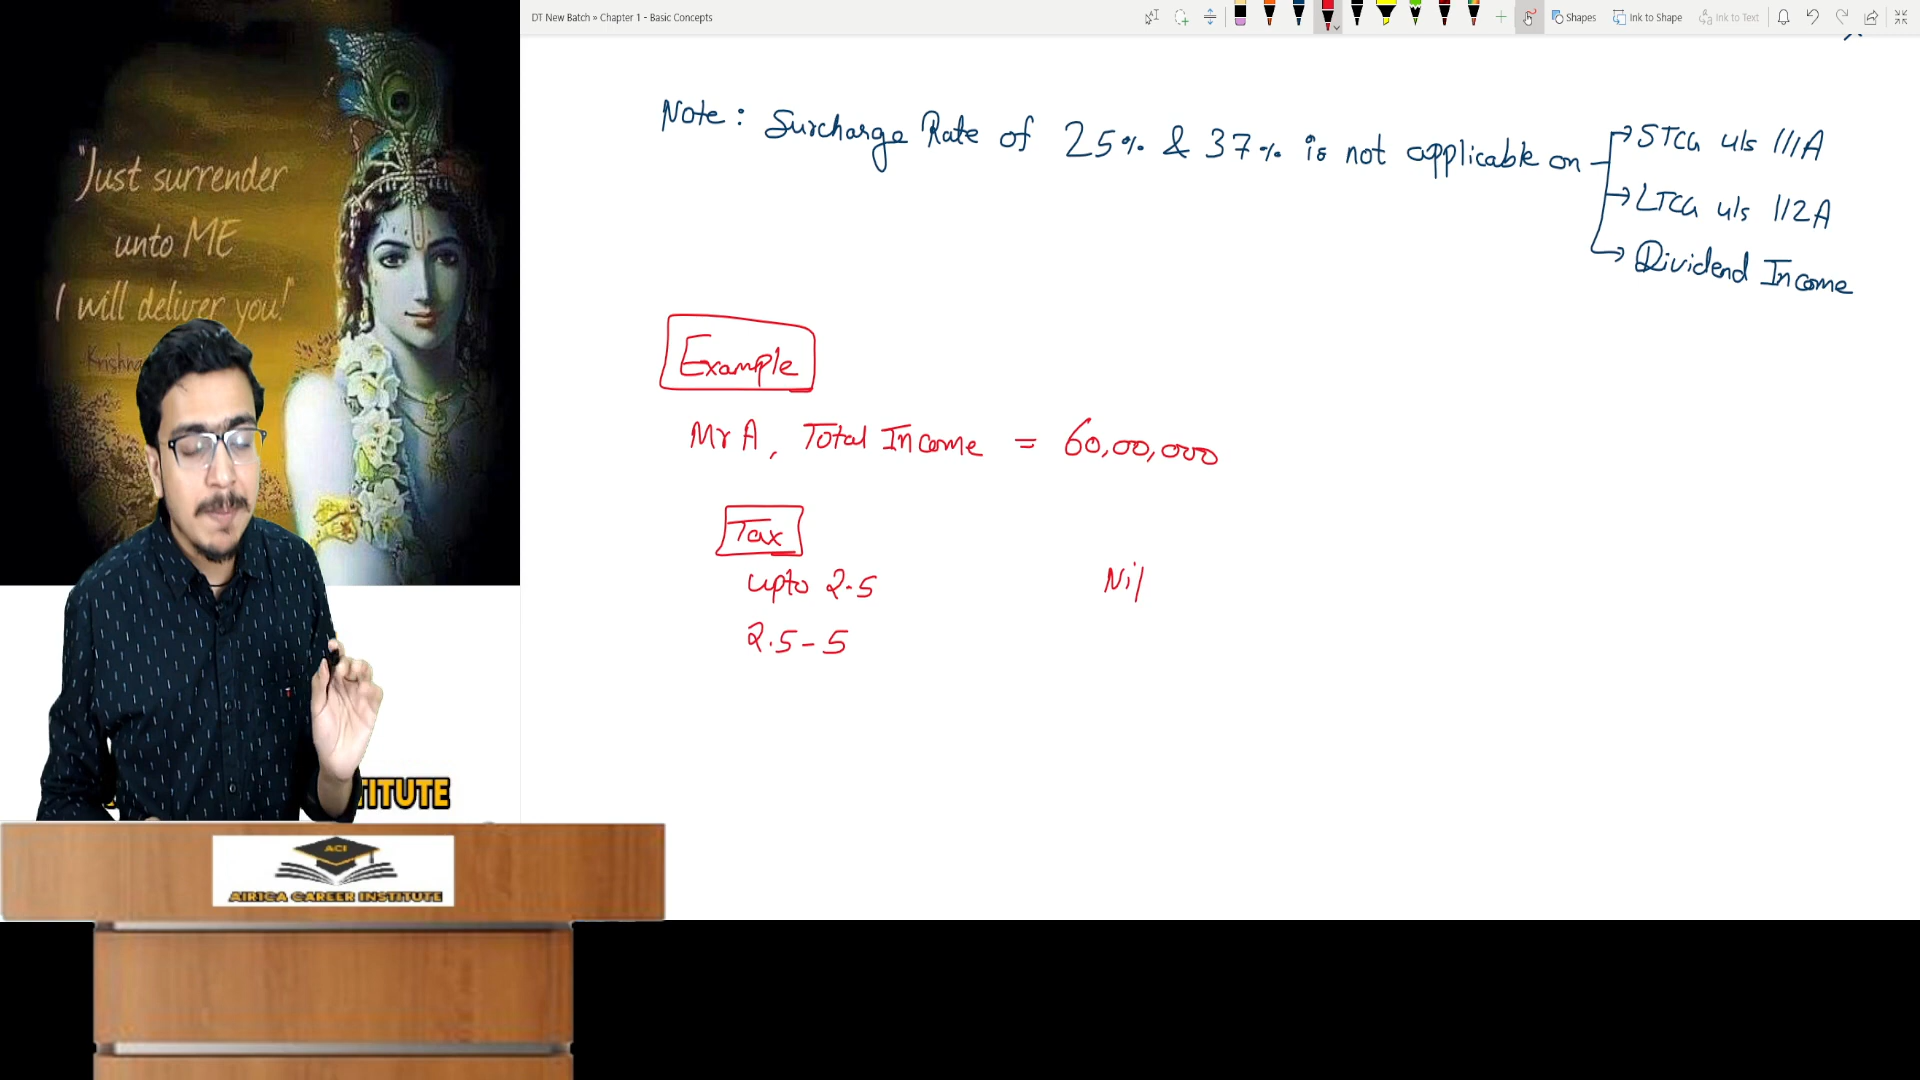 DT New Batch » Chapter 1 - Basic Concepts
Shapes
Ink to Shape
Ink to Text
"Just surrender
unto ME
I will deliver you!"
Krishna
Note : Surcharge Rate of 25% & 37% is not applicable on
STCG u/s 111A
LTCG u/s 112A
Dividend Income
Example
Mr A, Total Income = 60,00,000
Tax
upto 2.5 Nil
2.5 - 5
TITUTE
ACI
AIRICA CAREER INSTITUTE